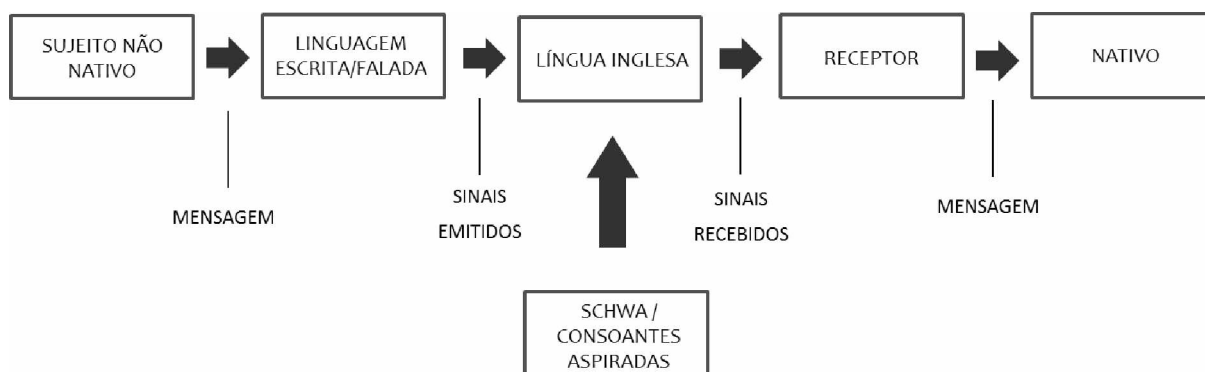 SUJEITO NÃO
NATIVO
LINGUAGEM
ESCRITA/FALADA
LÍNGUA INGLESA
RECEPTOR
NATIVO
MENSAGEM
SINAIS
EMITIDOS
SINAIS
RECEBIDOS
MENSAGEM
SCHWA /
CONSOANTES
ASPIRADAS